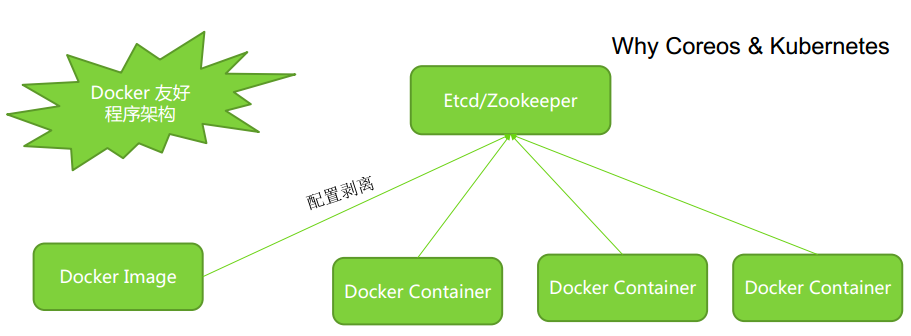 Why Coreos & Kubernetes
Docker 友好
程序架构
Etcd/Zookeeper
配置剥离
Docker Image
Docker Container
Docker Container
Docker Container